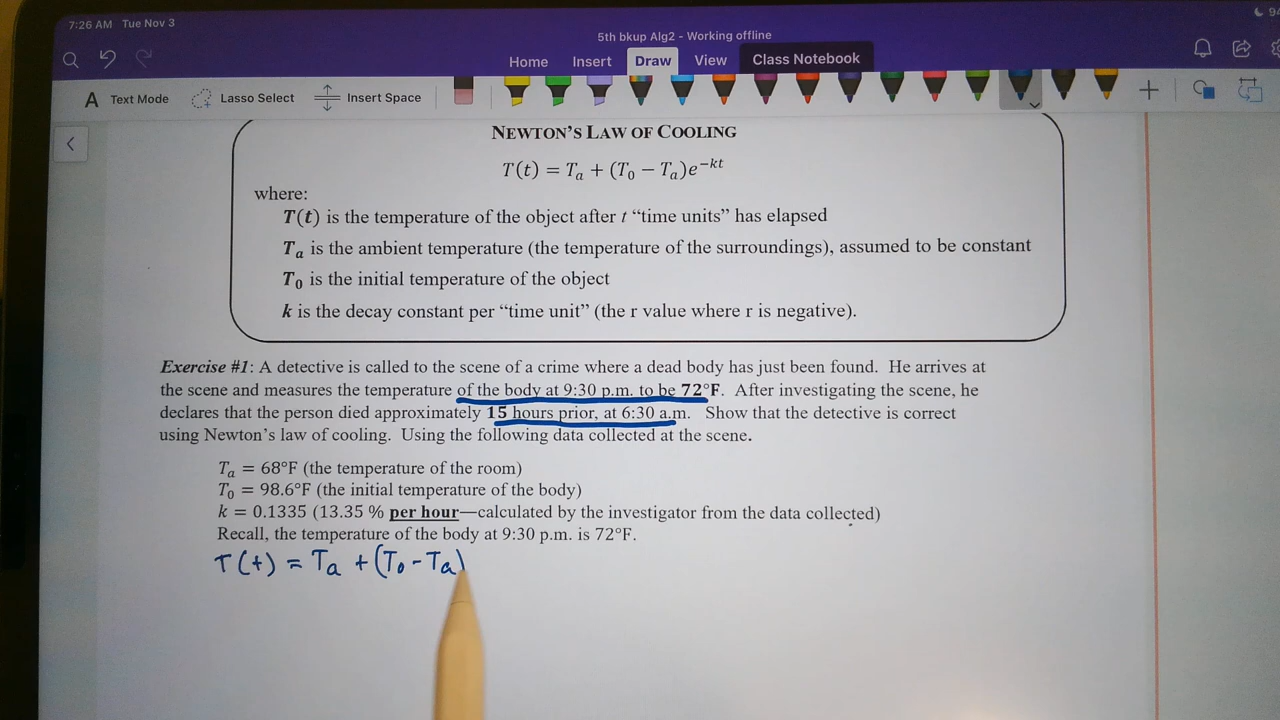 7:26 AM Tue Nov 3
5th bkup Alg2 - Working offline
Home Insert Draw View Class Notebook
A Text Mode Lasso Select Insert Space
NEWTON'S LAW OF COOLING
T(t) = Tₐ + (T₀ − Tₐ)e^−kt
where:
T(t) is the temperature of the object after t “time units” has elapsed
Tₐ is the ambient temperature (the temperature of the surroundings), assumed to be constant
T₀ is the initial temperature of the object
k is the decay constant per “time unit” (the r value where r is negative).
Exercise #1: A detective is called to the scene of a crime where a dead body has just been found. He arrives at
the scene and measures the temperature of the body at 9:30 p.m. to be 72°F. After investigating the scene, he
declares that the person died approximately 15 hours prior, at 6:30 a.m. Show that the detective is correct
using Newton's law of cooling. Using the following data collected at the scene.
Tₐ = 68°F (the temperature of the room)
T₀ = 98.6°F (the initial temperature of the body)
k = 0.1335 (13.35 % per hour—calculated by the investigator from the data collected)
Recall, the temperature of the body at 9:30 p.m. is 72°F.
T(t) = Tₐ + (T₀ - Tₐ)